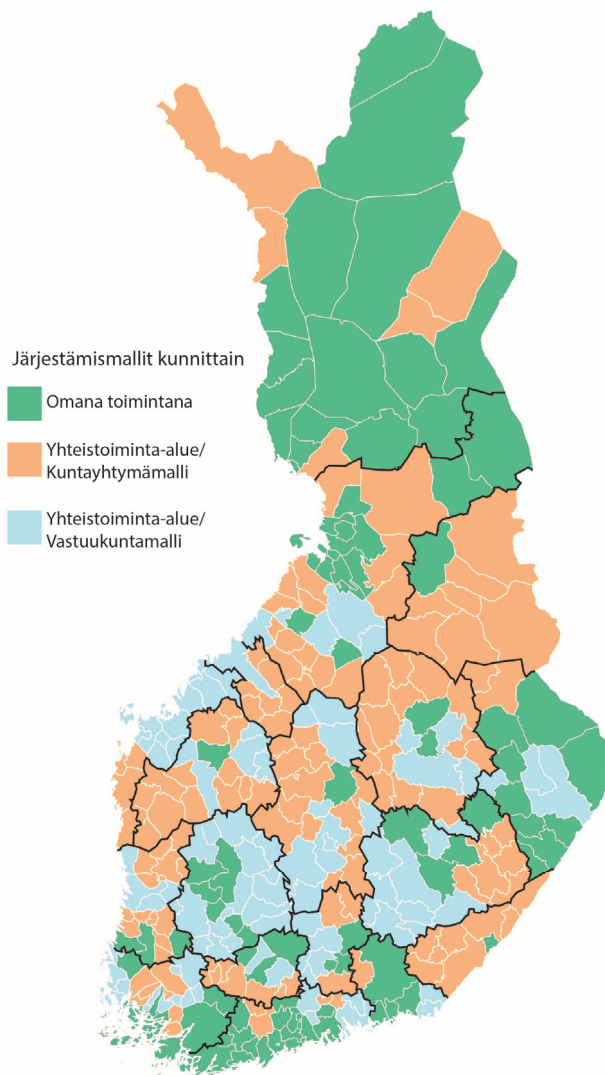 Järjestämismallit kunnittain
Omana toimintana
Yhteistoiminta-alue/
Kuntayhtymämalli
Yhteistoiminta-alue/
Vastuukuntamalli